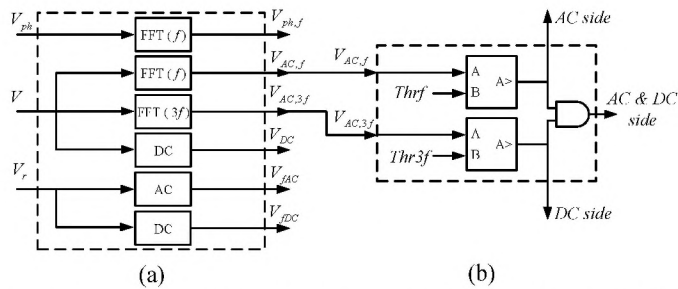 V_ph
FFT(f)
V_ph,f
FFT(f)
V_AC,f
V
FFT(3f)
V_AC,3f
DC
V_DC
V_r
AC
V_fAC
DC
V_fDC
(a)
AC side
V_AC,f
A
A>
Thrf
B
AC & DC
side
V_AC,3f
A
A>
Thr3f
B
DC side
(b)